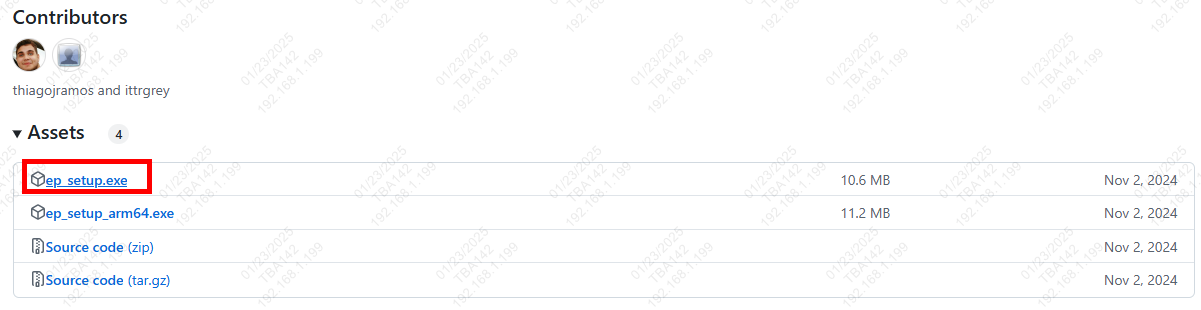 Contributors
thiagojramos and ittrgrey
Assets 4
ep_setup.exe 10.6 MB Nov 2, 2024
ep_setup_arm64.exe 11.2 MB Nov 2, 2024
Source code (zip) Nov 2, 2024
Source code (tar.gz) Nov 2, 2024
01/23/2025
TBA142
192.168.1.199